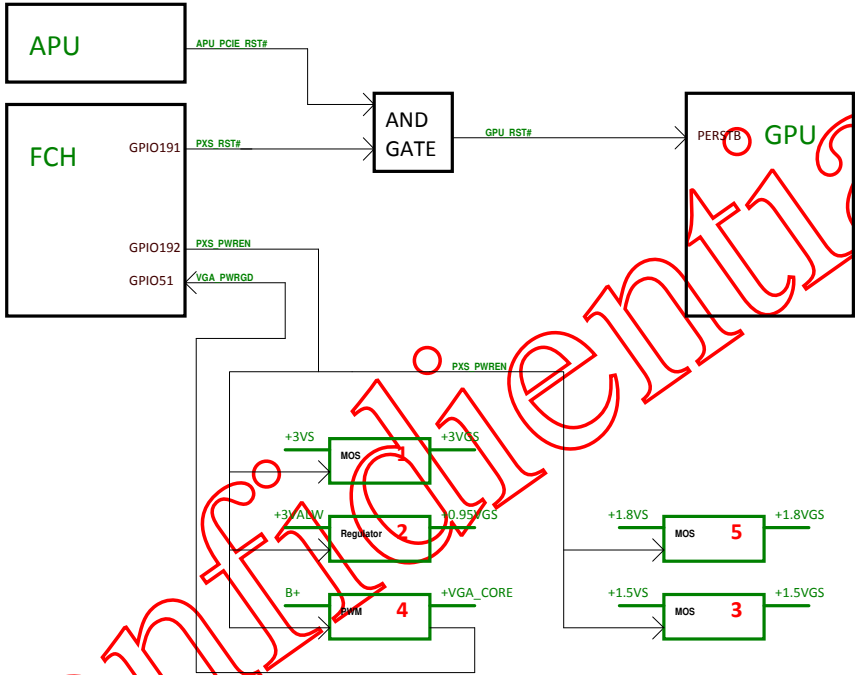 APU
APU_PCIE_RST#
AND
GATE
GPU_RST#
PERSTB
GPU
FCH
GPIO191
PXS_RST#
GPIO192
PXS_PWREN
GPIO51
VGA_PWRGD
PXS_PWREN
+3VS
MOS
1
+3VGS
+3VALW
Regulator
2
+0.95VGS
+1.8VS
MOS
5
+1.8VGS
B+
PWM
4
+VGA_CORE
+1.5VS
MOS
3
+1.5VGS
onfidentia